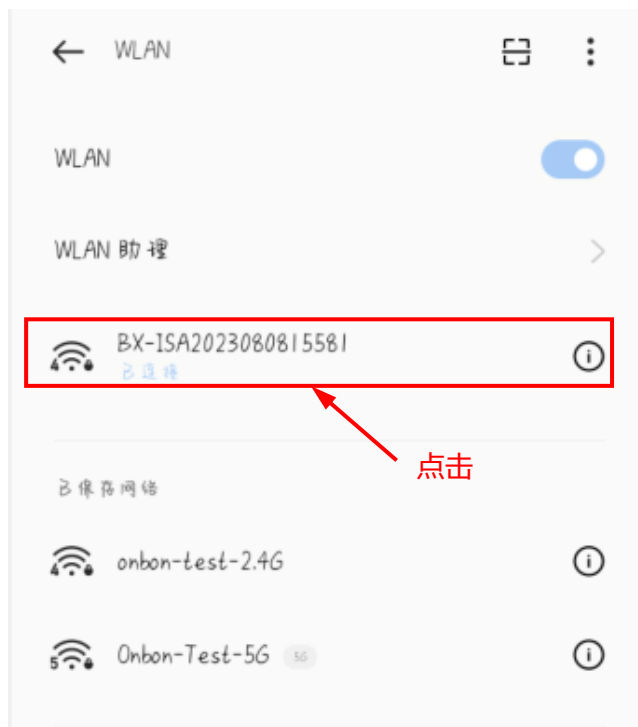 WLAN
WLAN
WLAN 助理
BX-ISA2023080815581
已连接
点击
已保存网络
onbon-test-2.4G
Onbon-Test-5G 5G